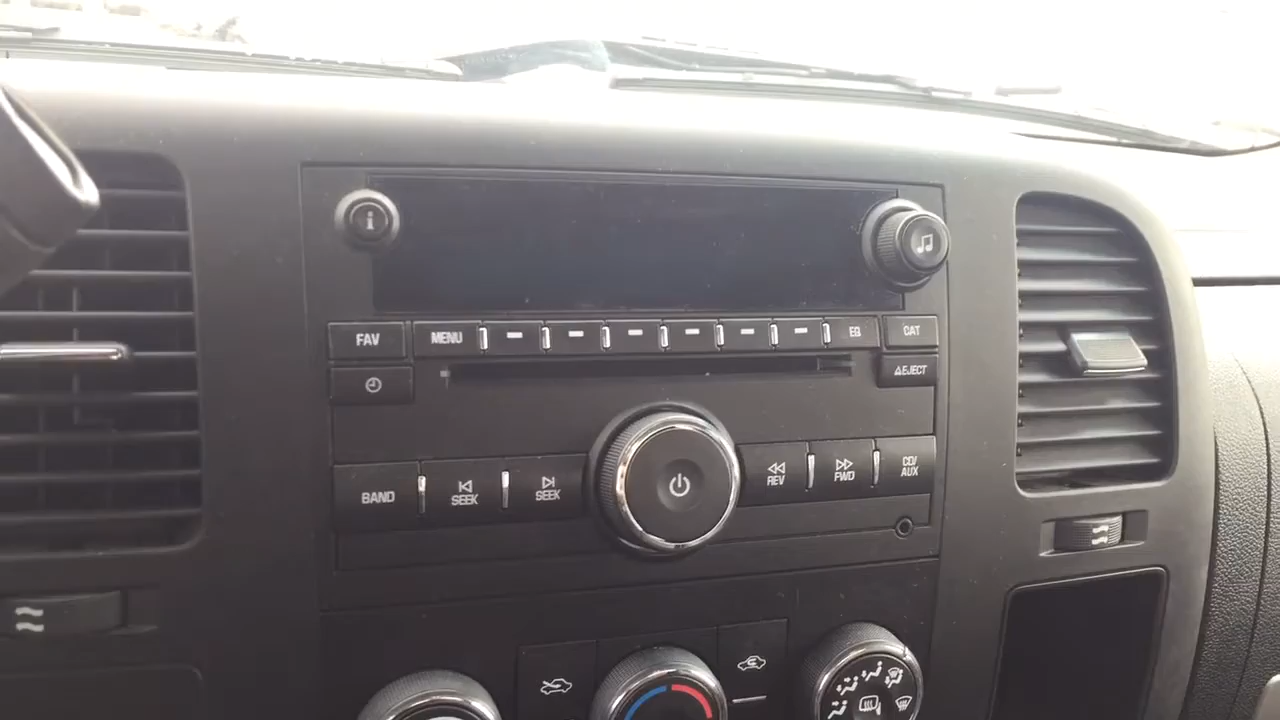 i
FAV
MENU
EQ
CAT
EJECT
BAND
SEEK
SEEK
REV
FWD
CD/
AUX